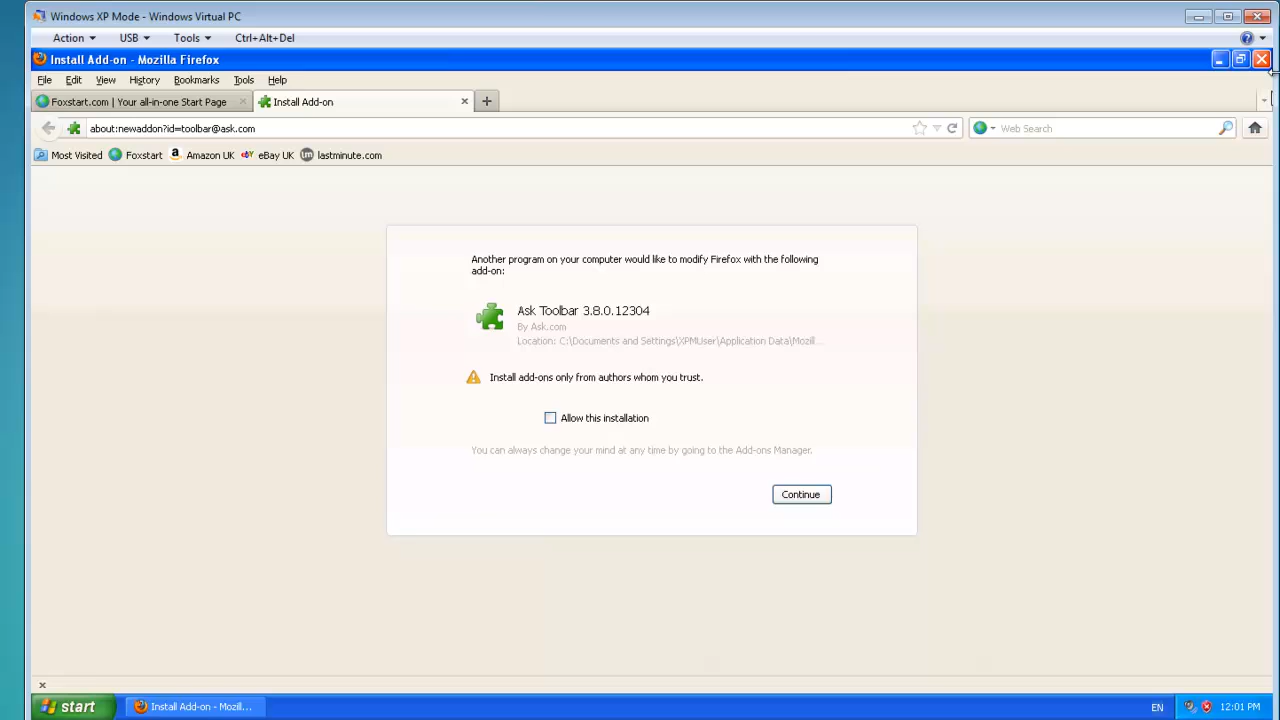 Windows XP Mode - Windows Virtual PC
Action USB Tools Ctrl+Alt+Del
Install Add-on - Mozilla Firefox
File Edit View History Bookmarks Tools Help
Foxstart.com | Your all-in-one Start Page Install Add-on
about:newaddon?id=toolbar@ask.com Web Search
Most Visited Foxstart Amazon UK eBay UK lastminute.com
Another program on your computer would like to modify Firefox with the following
add-on:
Ask Toolbar 3.8.0.12304
By Ask.com
Location: C:\Documents and Settings\XPMUser\Application Data\Mozill...
Install add-ons only from authors whom you trust.
Allow this installation
You can always change your mind at any time by going to the Add-ons Manager.
Continue
start Install Add-on - Mozill... EN 12:01 PM